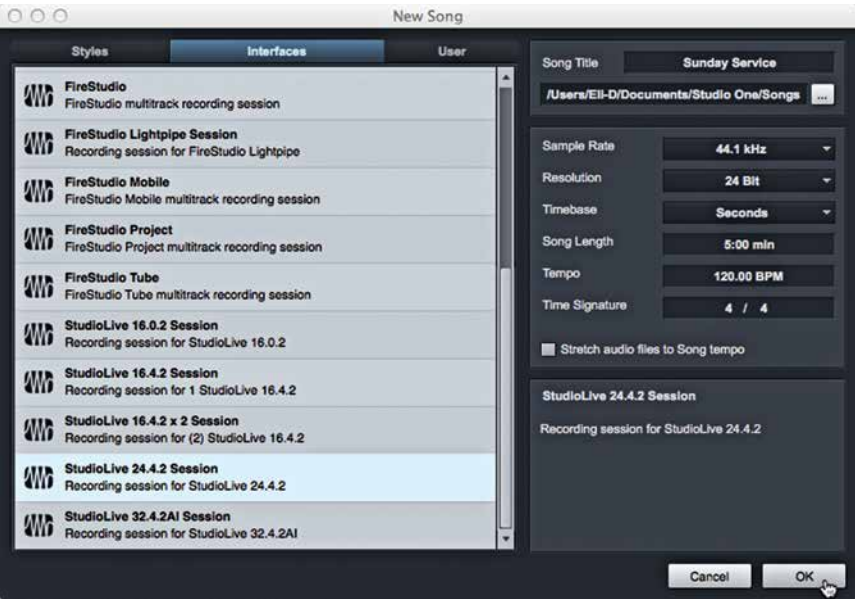 New Song
Styles Interfaces User
FireStudio
FireStudio multitrack recording session
FireStudio Lightpipe Session
Recording session for FireStudio Lightpipe
FireStudio Mobile
FireStudio Mobile multitrack recording session
FireStudio Project
FireStudio Project multitrack recording session
FireStudio Tube
FireStudio Tube multitrack recording session
StudioLive 16.0.2 Session
Recording session for StudioLive 16.0.2
StudioLive 16.4.2 Session
Recording session for 1 StudioLive 16.4.2
StudioLive 16.4.2 x 2 Session
Recording session for (2) StudioLive 16.4.2
StudioLive 24.4.2 Session
Recording session for StudioLive 24.4.2
StudioLive 32.4.2AI Session
Recording session for StudioLive 32.4.2AI
Song Title Sunday Service
/Users/Eli-D/Documents/Studio One/Songs ...
Sample Rate 44.1 kHz
Resolution 24 Bit
Timebase Seconds
Song Length 5:00 min
Tempo 120.00 BPM
Time Signature 4 / 4
Stretch audio files to Song tempo
StudioLive 24.4.2 Session
Recording session for StudioLive 24.4.2
Cancel OK